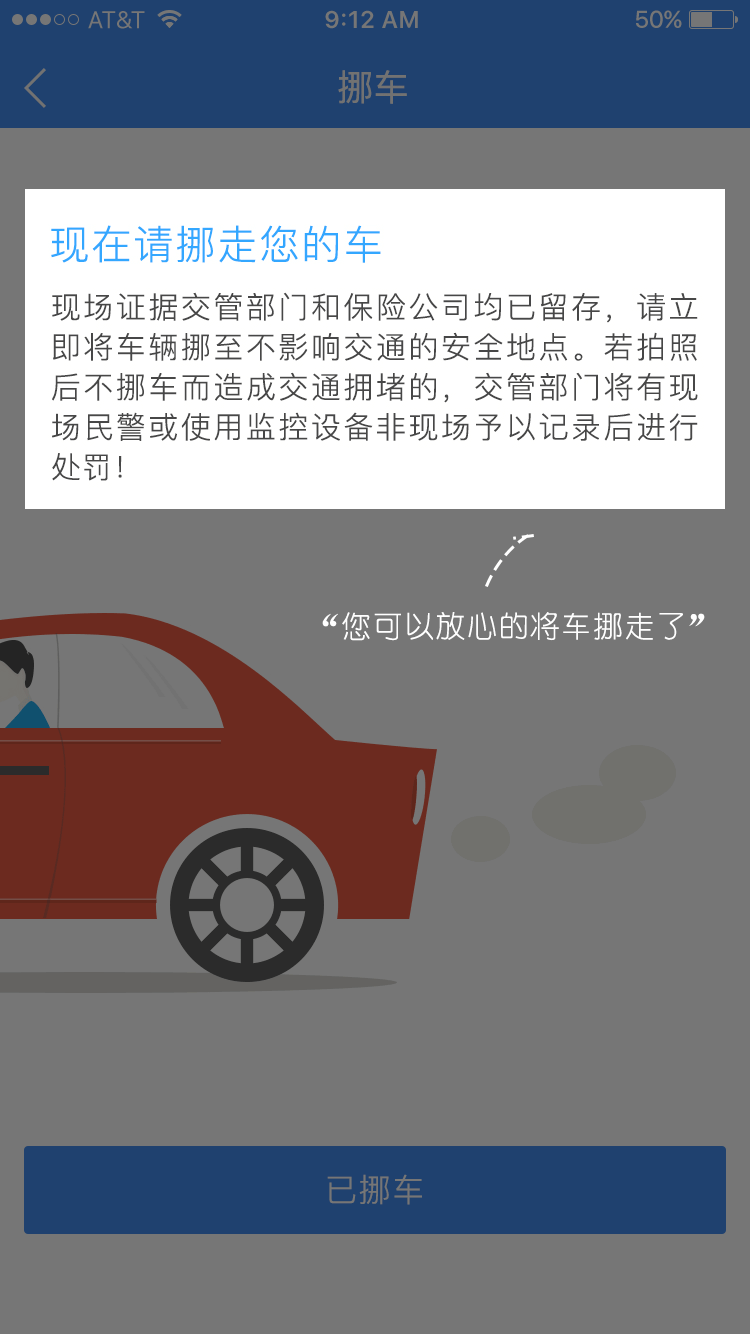 AT&T 9:12 AM 50%
挪车
现在请挪走您的车
现场证据交管部门和保险公司均已留存，请立
即将车辆挪至不影响交通的安全地点。若拍照
后不挪车而造成交通拥堵的，交管部门将有现
场民警或使用监控设备非现场予以记录后进行
处罚！
“您可以放心的将车挪走了”
已挪车